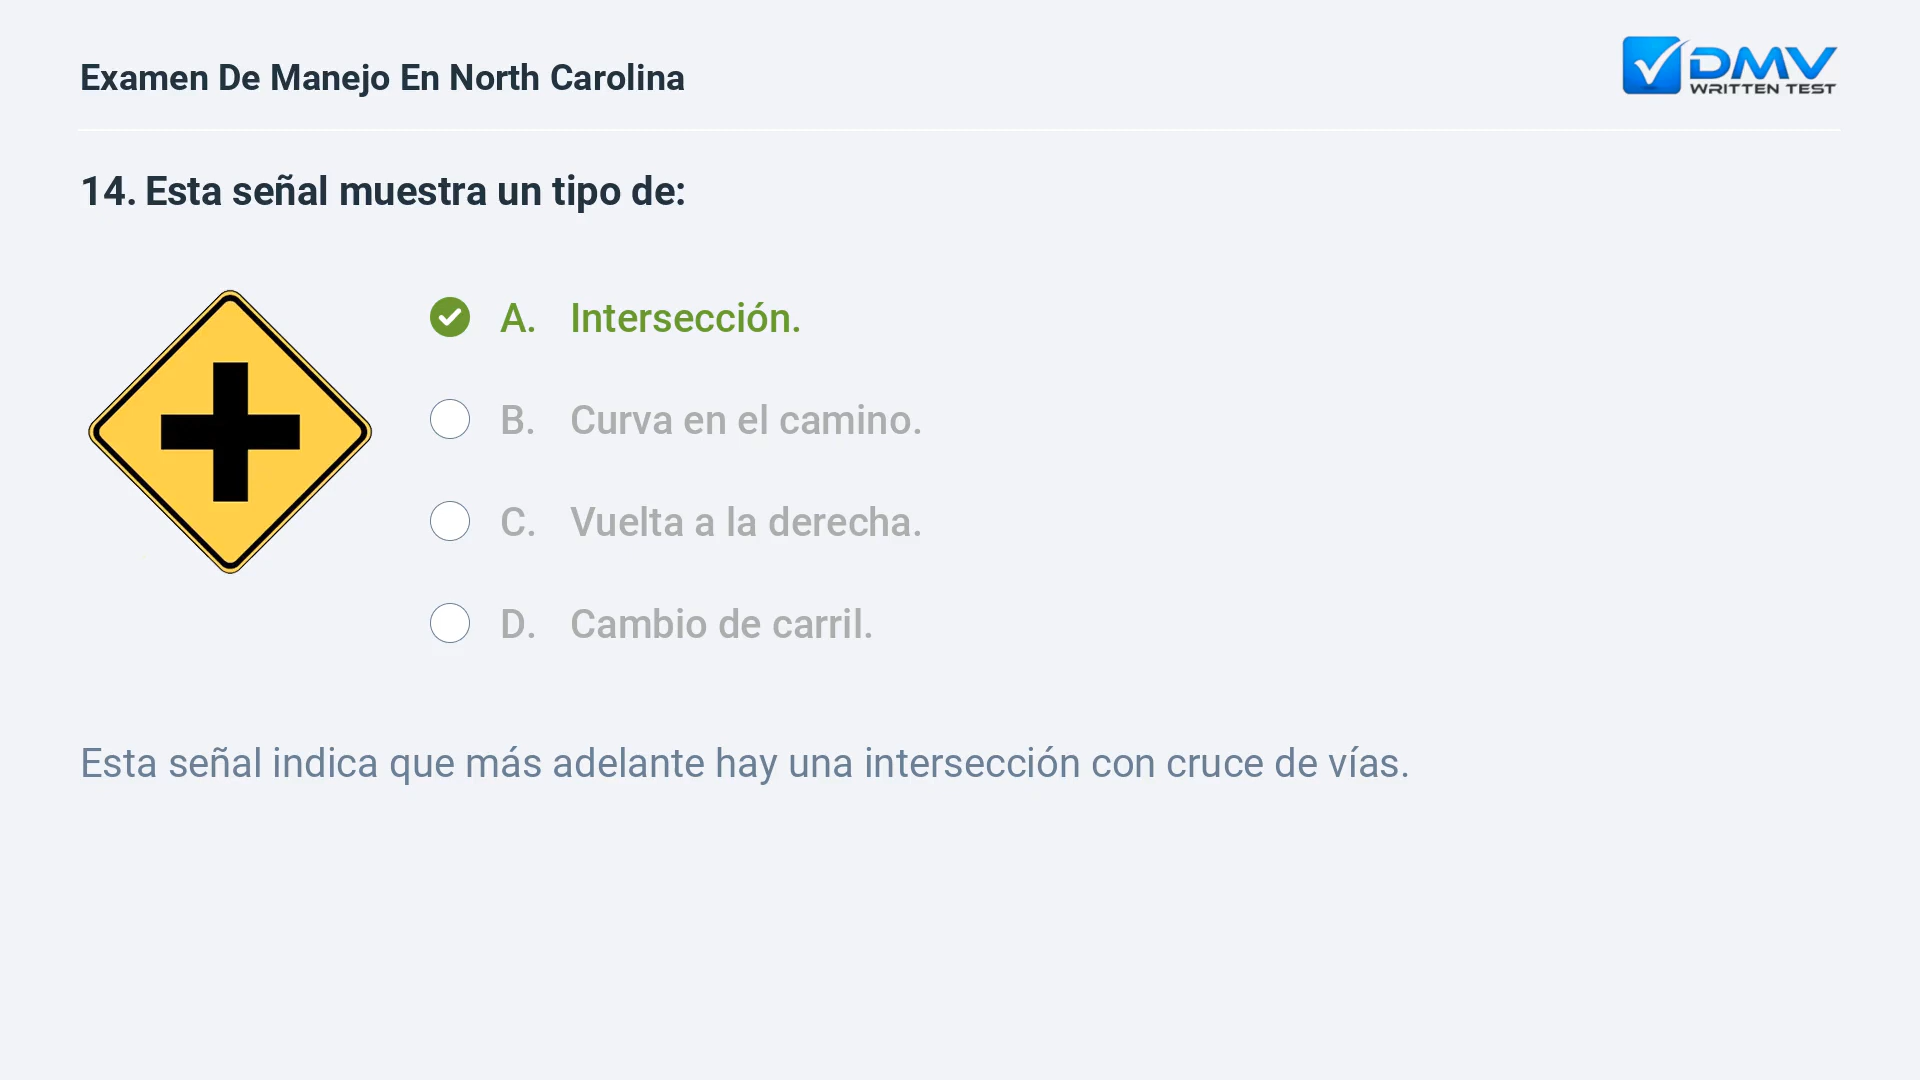 Examen De Manejo En North Carolina
DMV
WRITTEN TEST
14. Esta señal muestra un tipo de:
A. Intersección.
B. Curva en el camino.
C. Vuelta a la derecha.
D. Cambio de carril.
Esta señal indica que más adelante hay una intersección con cruce de vías.